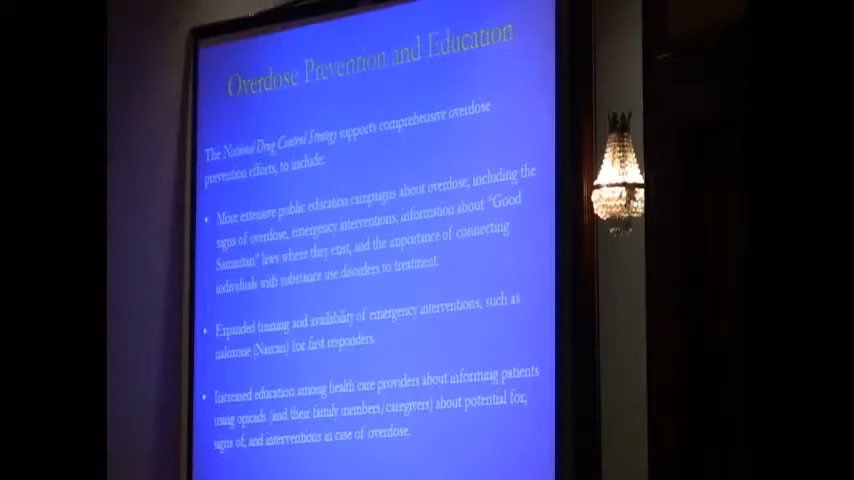 Overdose Prevention and Education
The National Drug Control Strategy supports comprehensive overdose
prevention efforts, to include:
• More extensive public education campaigns about overdose, including the
signs of overdose, emergency interventions, information about "Good
Samaritan" laws where they exist, and the importance of connecting
individuals with substance use disorders to treatment.
• Expanded training and availability of emergency interventions, such as
naloxone (Narcan) for first responders.
• Increased education among health care providers about informing patients
using opioids (and their family members/caregivers) about potential for,
signs of, and interventions in case of overdose.